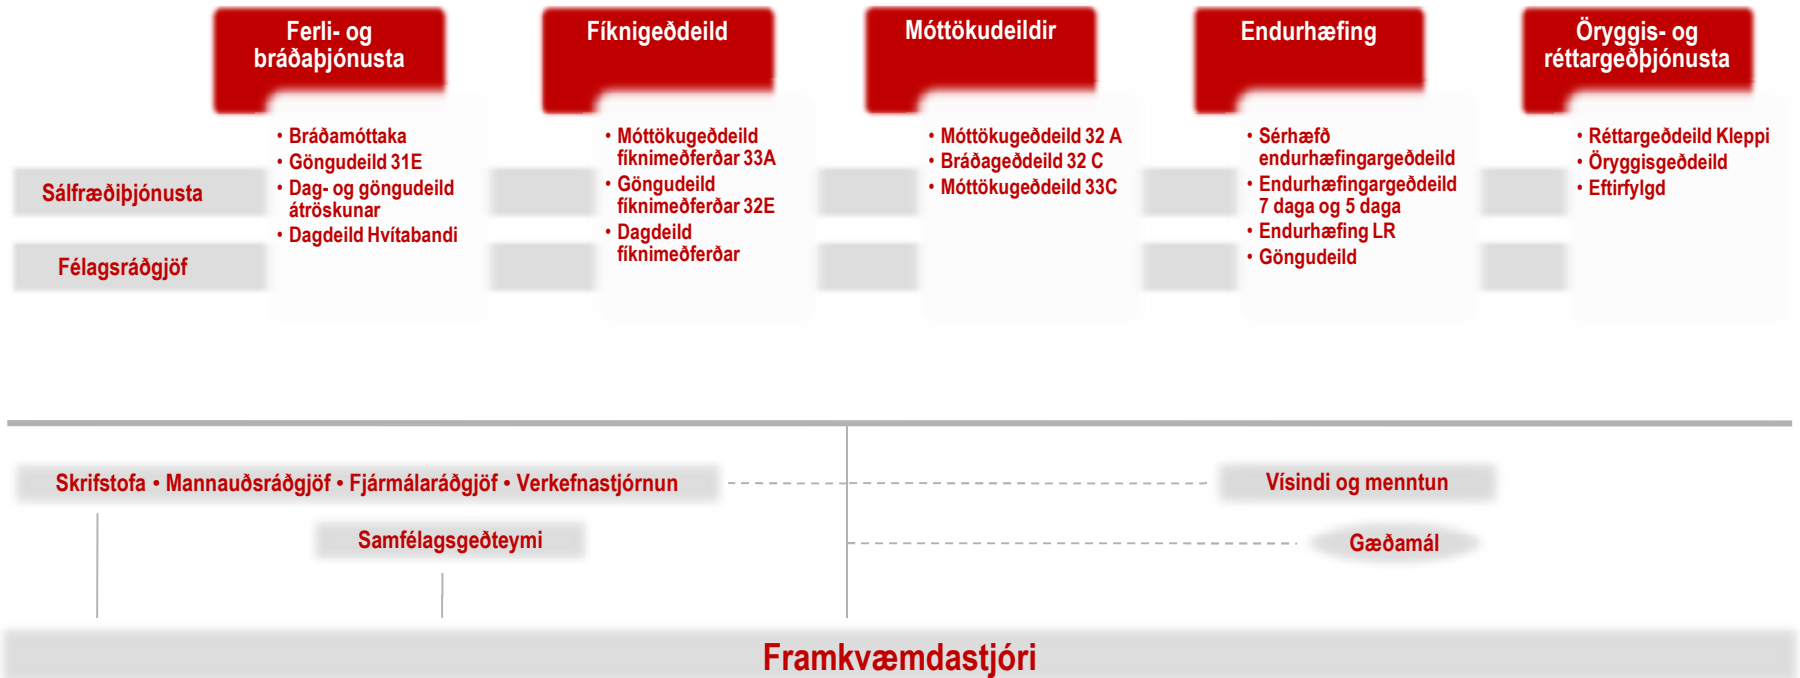 Ferli- og
bráðaþjónusta
Fíknigeðdeild
Móttökudeildir
Endurhæfing
Öryggis- og
réttargeðþjónusta
• Bráðamóttaka
• Göngudeild 31E
• Dag- og göngudeild
átröskunar
• Dagdeild Hvítabandi
• Móttökugeðdeild
fíknimeðferðar 33A
• Göngudeild
fíknimeðferðar 32E
• Dagdeild
fíknimeðferðar
• Móttökugeðdeild 32 A
• Bráðageðdeild 32 C
• Móttökugeðdeild 33C
• Sérhæfð
endurhæfingargeðdeild
• Endurhæfingargeðdeild
7 daga og 5 daga
• Endurhæfing LR
• Göngudeild
• Réttargeðdeild Kleppi
• Öryggisgeðdeild
• Eftirfylgd
Sálfræðiþjónusta
Félagsráðgjöf
Skrifstofa • Mannauðsráðgjöf • Fjármálaráðgjöf • Verkefnastjórnun
Vísindi og menntun
Samfélagsgeðteymi
Gæðamál
Framkvæmdastjóri